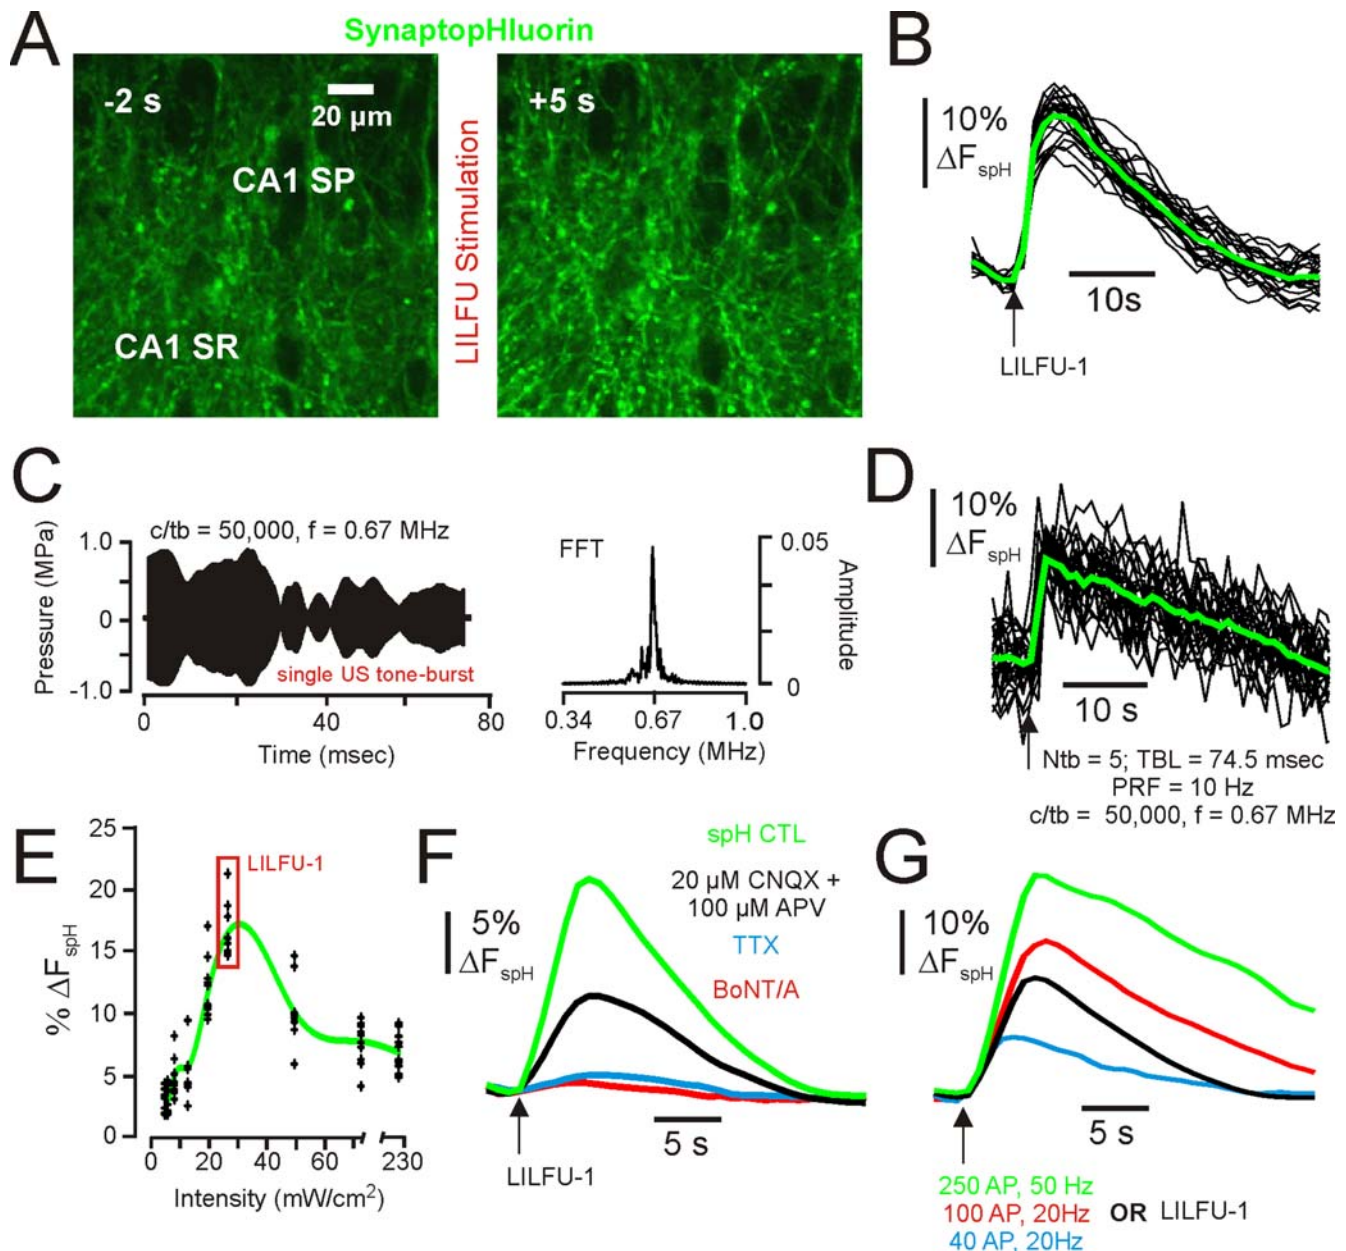 A
SynaptopHluorin
-2 s
20 µm
CA1 SP
CA1 SR
LILFU Stimulation
+5 s
B
10%
ΔFspH
10s
LILFU-1
C
c/tb = 50,000, f = 0.67 MHz
Pressure (MPa)
1.0
0
-1.0
single US tone-burst
0
40
80
Time (msec)
FFT
0.05
0
Amplitude
0.34
0.67
1.0
Frequency (MHz)
D
10%
ΔFspH
10 s
Ntb = 5; TBL = 74.5 msec
PRF = 10 Hz
c/tb = 50,000, f = 0.67 MHz
E
25
20
15
10
5
0
% ΔFspH
LILFU-1
0
20
40
60
230
Intensity (mW/cm²)
F
spH CTL
20 µM CNQX +
100 µM APV
TTX
BoNT/A
5%
ΔFspH
5 s
LILFU-1
G
10%
ΔFspH
5 s
250 AP, 50 Hz
100 AP, 20Hz OR LILFU-1
40 AP, 20Hz